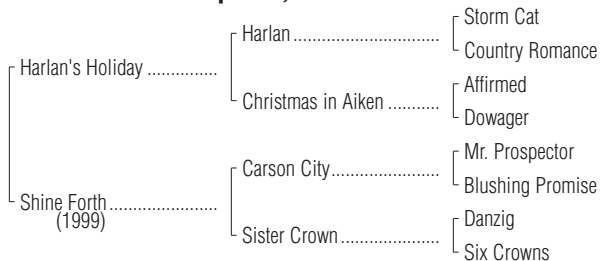 Storm Cat
Harlan ..................................
Country Romance
Harlan's Holiday ...............
Affirmed
Christmas in Aiken ...........
Dowager
Mr. Prospector
Carson City.........................
Blushing Promise
Shine Forth.......................
(1999)
Danzig
Sister Crown .......................
Six Crowns